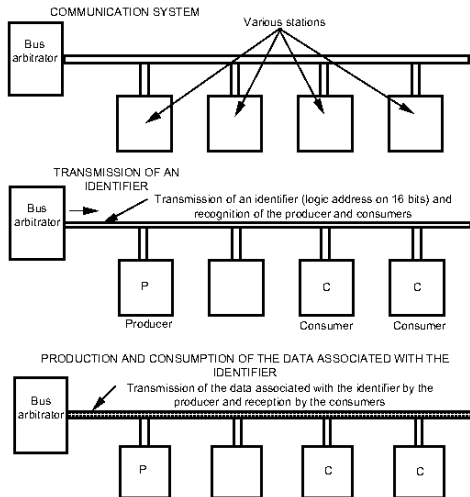 COMMUNICATION SYSTEM
Various stations
Bus
arbitrator
TRANSMISSION OF AN
IDENTIFIER
Transmission of an identifier (logic address on 16 bits) and
recognition of the producer and consumers
Bus
arbitrator
P
C
C
Producer
Consumer
Consumer
PRODUCTION AND CONSUMPTION OF THE DATA ASSOCIATED WITH THE
IDENTIFIER
Transmission of the data associated with the identifier by the
producer and reception by the consumers
Bus
arbitrator
P
C
C